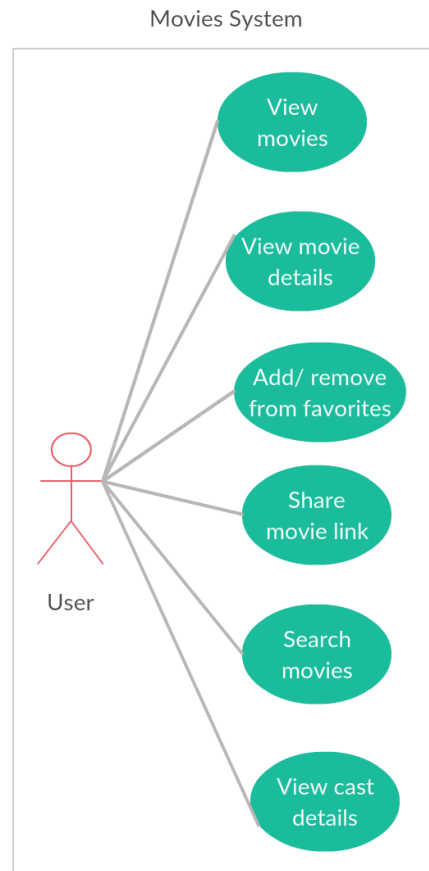 Movies System
View
movies
View movie
details
Add/ remove
from favorites
Share
movie link
Search
movies
User
View cast
details